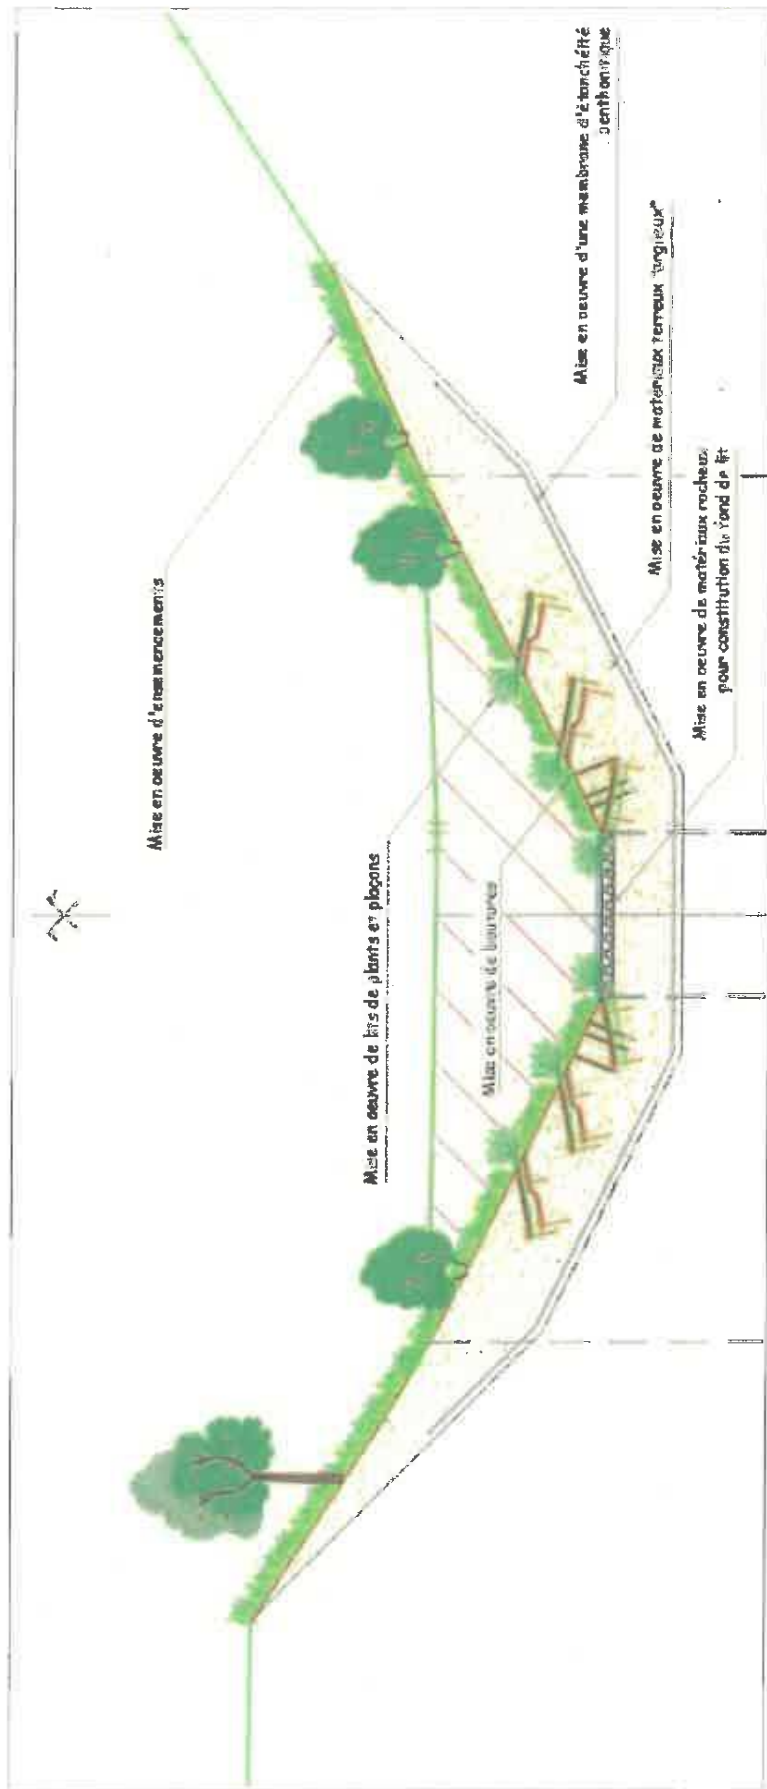 Mise en oeuvre d'ensemencements
Mise en oeuvre de lits de plants et plaçons
Mise en oeuvre de boutures
Mise en oeuvre d'une membrane d'étanchéité
benthonique
Mise en oeuvre de matériaux terreux "argileux"
Mise en oeuvre de matériaux rocheux
pour constitution du fond de lit